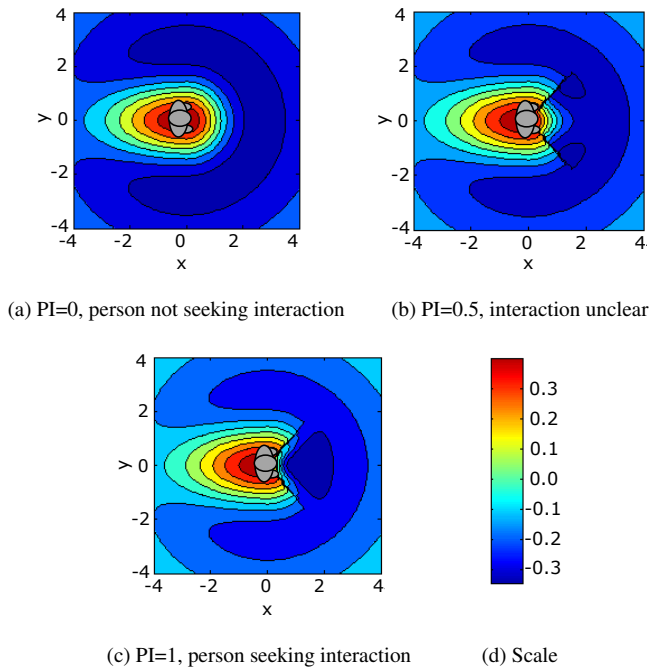 4
2
0
-2
-4
y
-4 -2 0 2 4
x
(a) PI=0, person not seeking interaction
4
2
0
-2
-4
y
-4 -2 0 2 4
x
(b) PI=0.5, interaction unclear
4
2
0
-2
-4
y
-4 -2 0 2 4
x
(c) PI=1, person seeking interaction
0.3
0.2
0.1
0.0
-0.1
-0.2
-0.3
(d) Scale